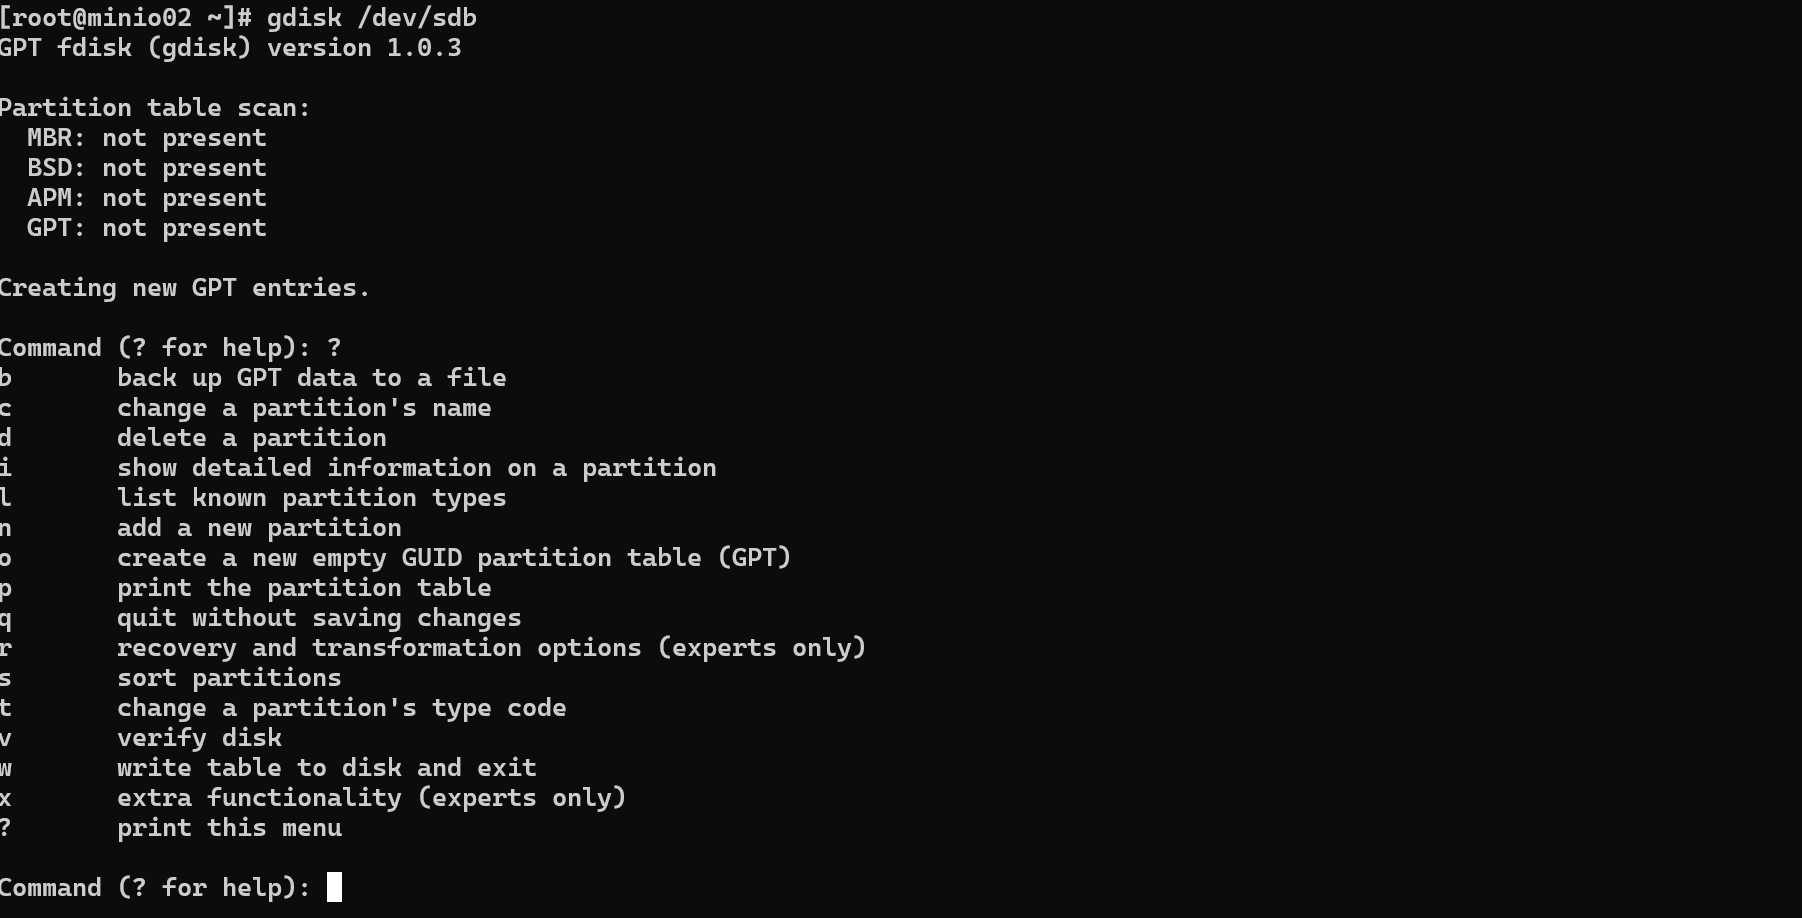 [root@minio02 ~]# gdisk /dev/sdb
GPT fdisk (gdisk) version 1.0.3
Partition table scan:
  MBR: not present
  BSD: not present
  APM: not present
  GPT: not present
Creating new GPT entries.
Command (? for help): ?
b       back up GPT data to a file
c       change a partition's name
d       delete a partition
i       show detailed information on a partition
l       list known partition types
n       add a new partition
o       create a new empty GUID partition table (GPT)
p       print the partition table
q       quit without saving changes
r       recovery and transformation options (experts only)
s       sort partitions
t       change a partition's type code
v       verify disk
w       write table to disk and exit
x       extra functionality (experts only)
?       print this menu
Command (? for help):